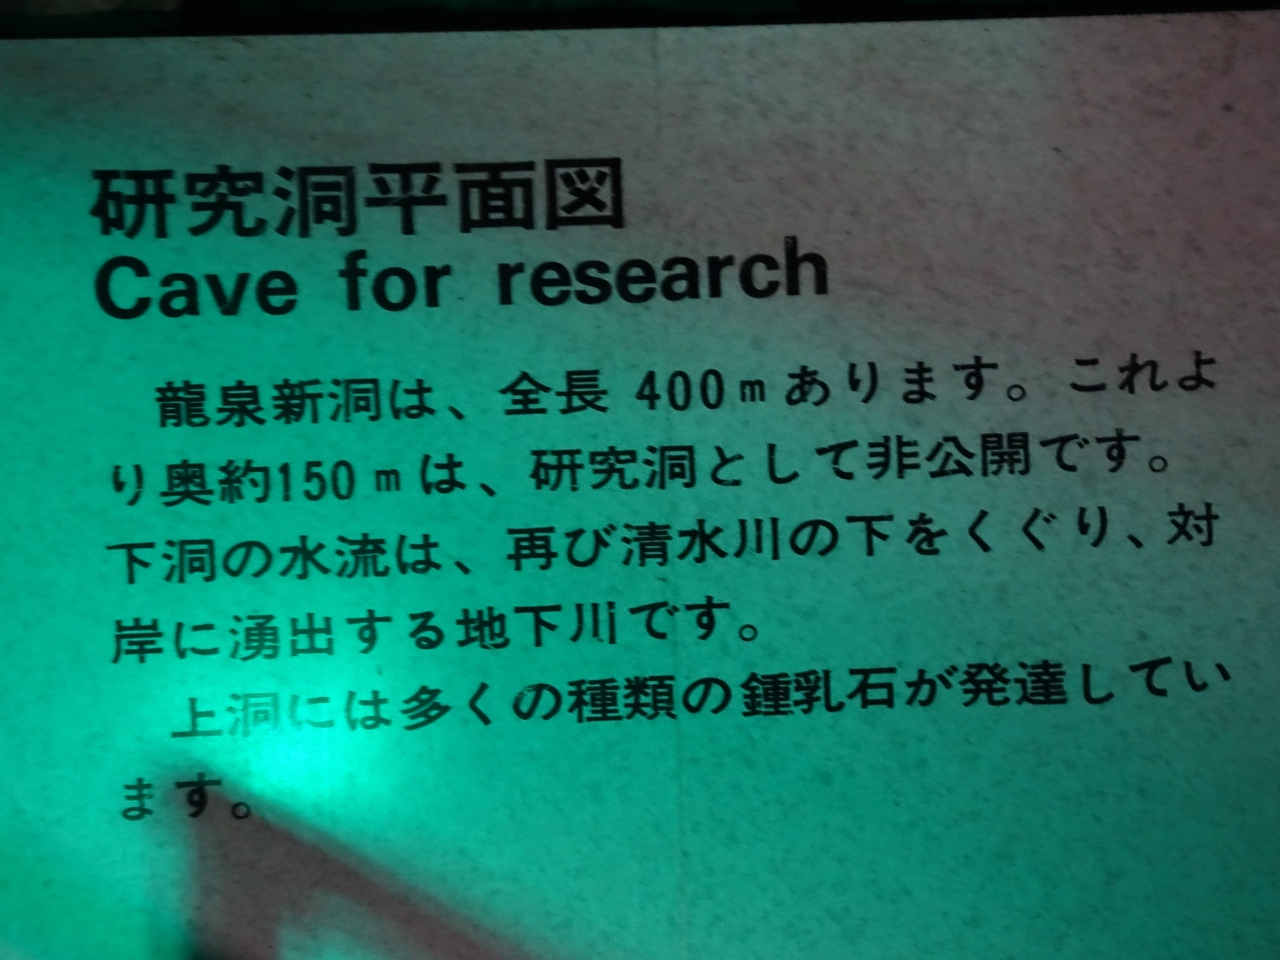 研究洞平面図
Cave for research
龍泉新洞は、全長 400mあります。これよ
り奥約150mは、研究洞として非公開です。
下洞の水流は、再び清水川の下をくぐり、対
岸に湧出する地下川です。
上洞には多くの種類の鍾乳石が発達してい
ます。